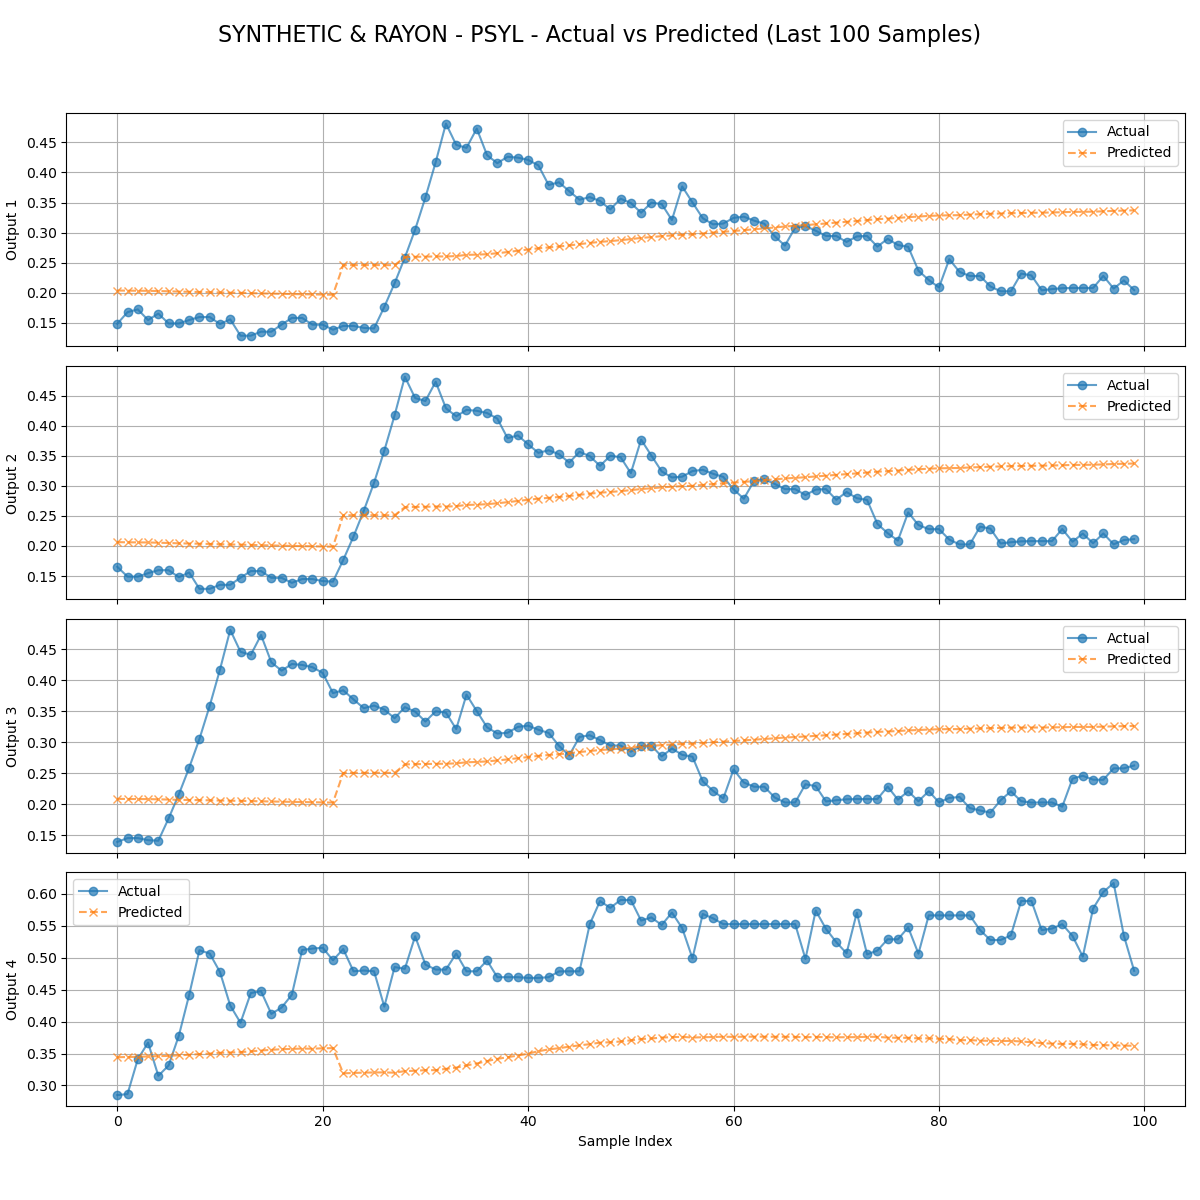 SYNTHETIC & RAYON - PSYL - Actual vs Predicted (Last 100 Samples)
Output 1
0.45
0.40
0.35
0.30
0.25
0.20
0.15
Actual
Predicted
Output 2
0.45
0.40
0.35
0.30
0.25
0.20
0.15
Actual
Predicted
Output 3
0.45
0.40
0.35
0.30
0.25
0.20
0.15
Actual
Predicted
Output 4
0.60
0.55
0.50
0.45
0.40
0.35
0.30
Actual
Predicted
0 20 40 60 80 100
Sample Index